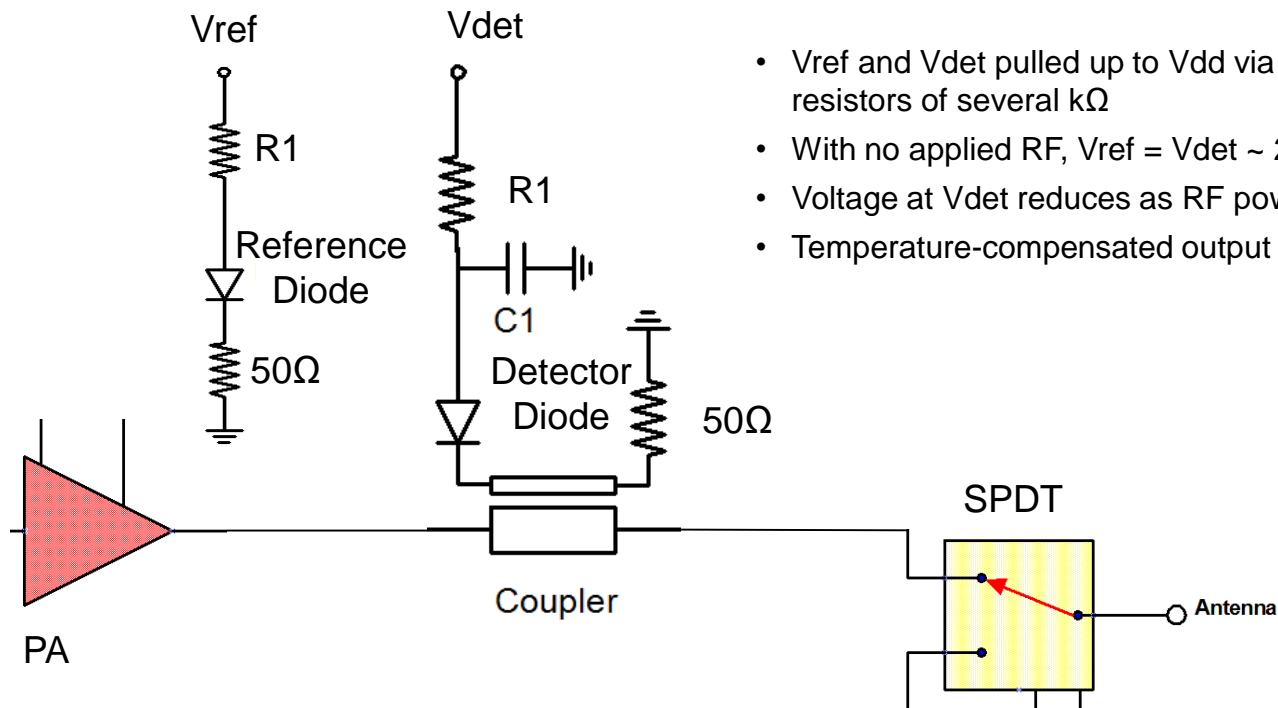 Vref
Vdet
• Vref and Vdet pulled up to Vdd via
resistors of several kΩ
• With no applied RF, Vref = Vdet ~
• Voltage at Vdet reduces as RF
• Temperature-compensated output
R1
R1
Reference
Diode
C1
50Ω
Detector
Diode
50Ω
SPDT
Coupler
Antenna
PA